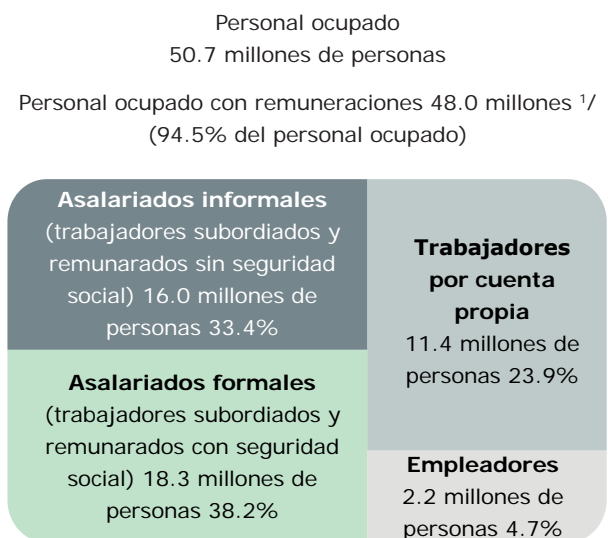 Personal ocupado
50.7 millones de personas
Personal ocupado con remuneraciones 48.0 millones ¹/
(94.5% del personal ocupado)
Asalariados informales
(trabajadores subordiados y
remunarados sin seguridad
social) 16.0 millones de
personas 33.4%
Asalariados formales
(trabajadores subordiados y
remunarados con seguridad
social) 18.3 millones de
personas 38.2%
Trabajadores
por cuenta
propia
11.4 millones de
personas 23.9%
Empleadores
2.2 millones de
personas 4.7%